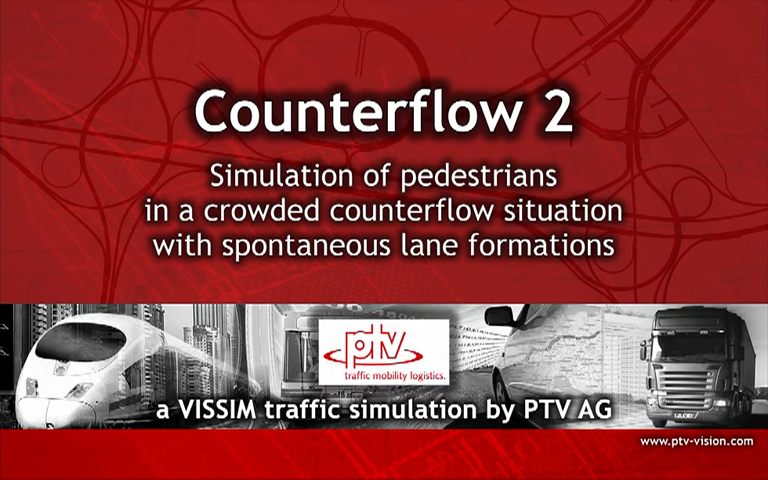 Counterflow 2
Simulation of pedestrians
in a crowded counterflow situation
with spontaneous lane formations
ptv
traffic mobility logistics.
a VISSIM traffic simulation by PTV AG
www.ptv-vision.com